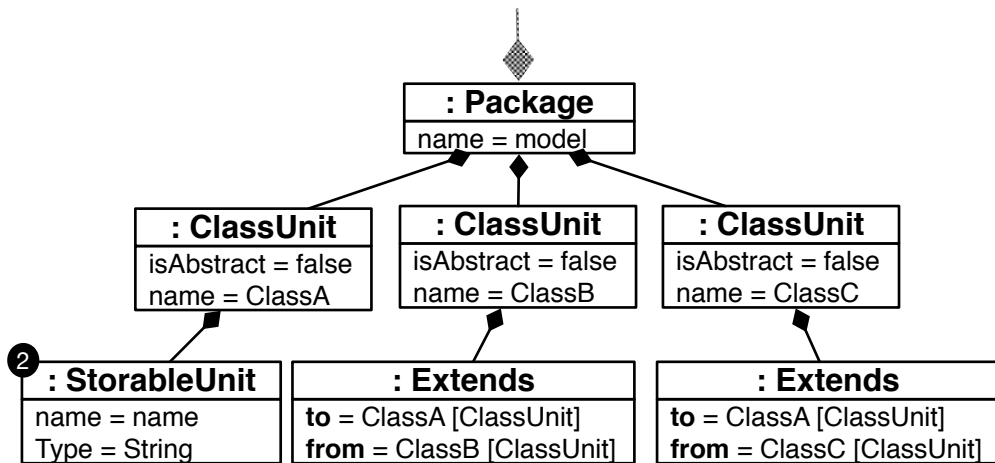 : Package
name = model
: ClassUnit
isAbstract = false
name = ClassA
: ClassUnit
isAbstract = false
name = ClassB
: ClassUnit
isAbstract = false
name = ClassC
2
: StorableUnit
name = name
Type = String
: Extends
to = ClassA [ClassUnit]
from = ClassB [ClassUnit]
: Extends
to = ClassA [ClassUnit]
from = ClassC [ClassUnit]